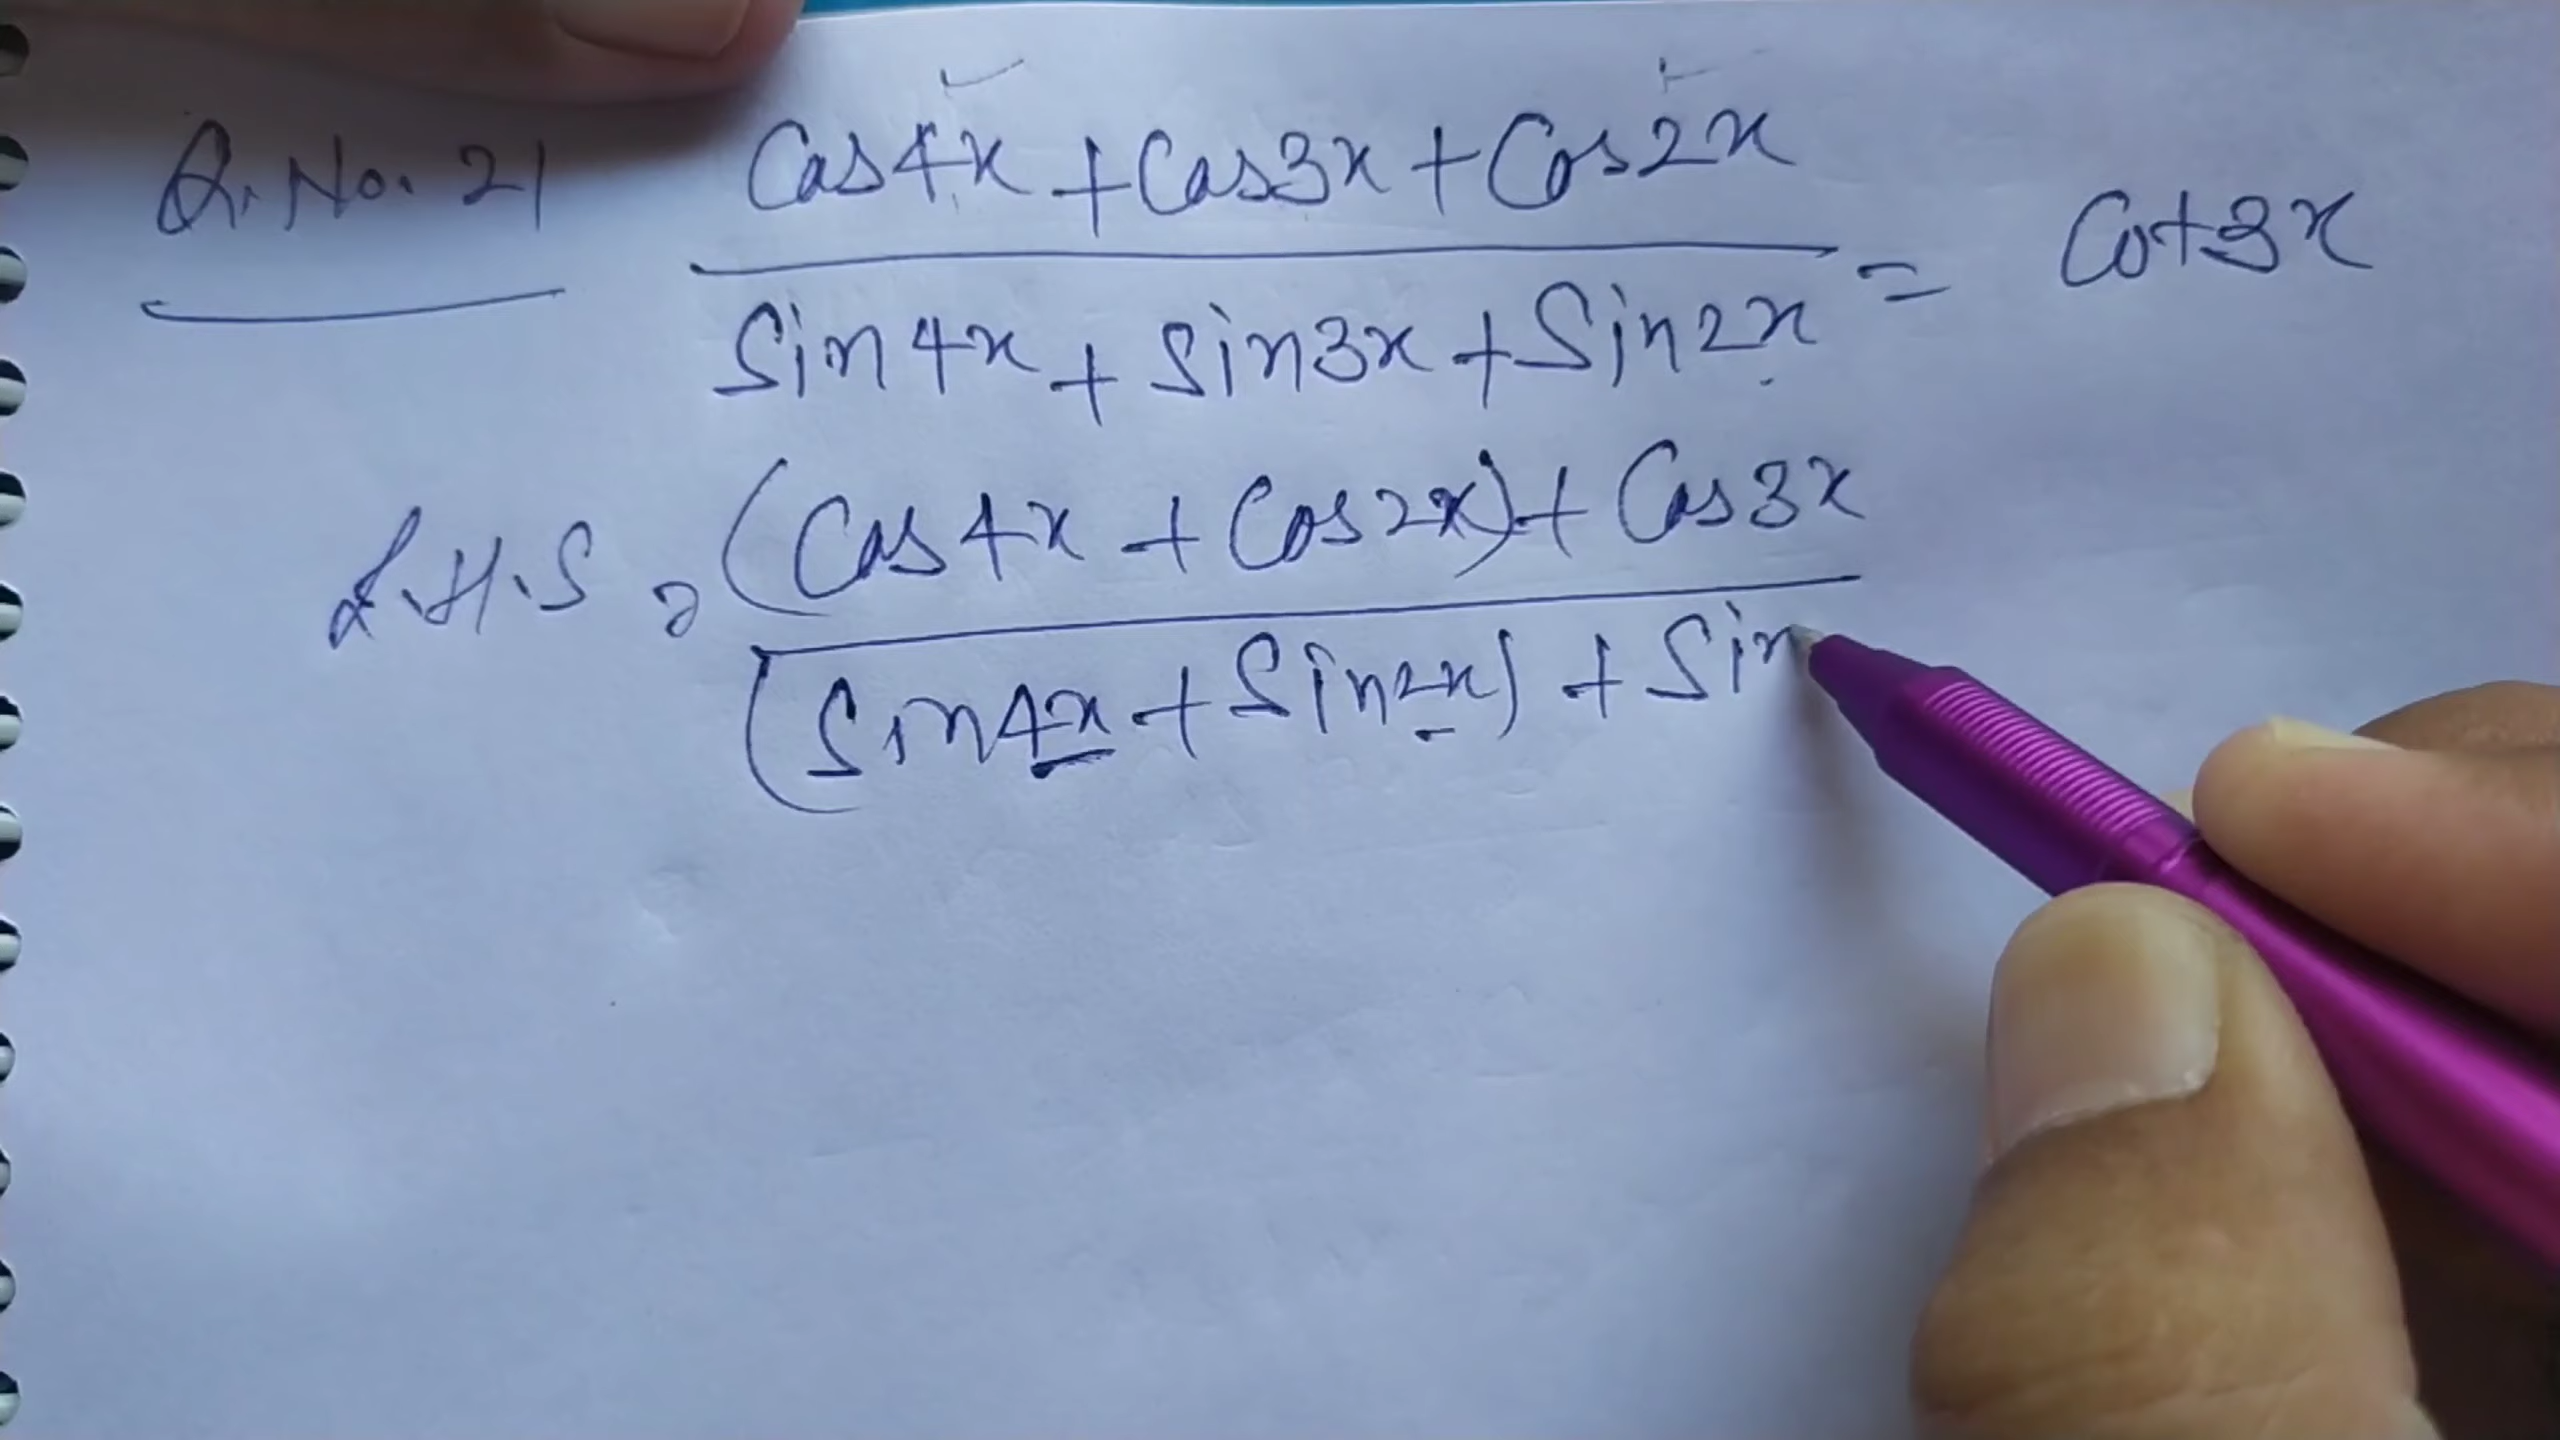 Q.No. 21
Cos4x + Cos3x + Cos2x
Sin4x + Sin3x + Sin2x
= Cot3x
L.H.S = (Cos4x + Cos2x) + Cos3x
(Sin4x + Sin2x) + Sin